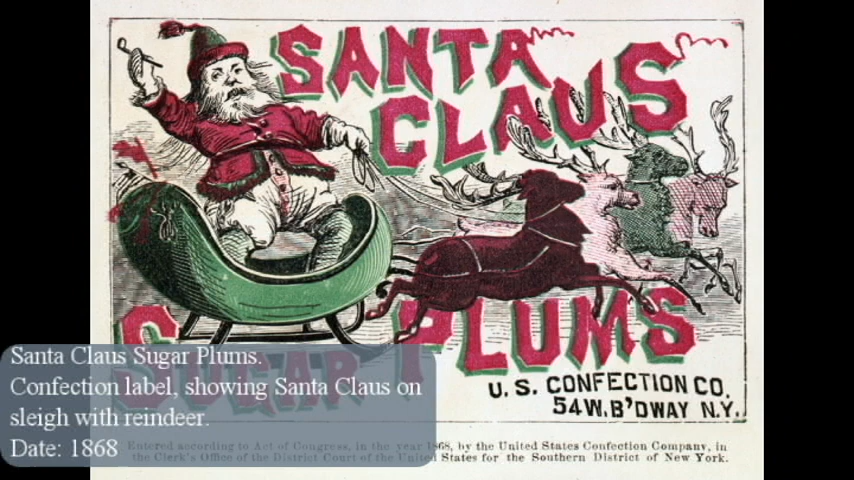 SANTA
CLAUS
SUGAR PLUMS
U. S. CONFECTION CO.
54 W. B'DWAY N.Y.
Entered according to Act of Congress, in the year 1868, by the United States Confection Company, in
the Clerk's Office of the District Court of the United States for the Southern District of New York.
Santa Claus Sugar Plums.
Confection label, showing Santa Claus on
sleigh with reindeer.
Date: 1868